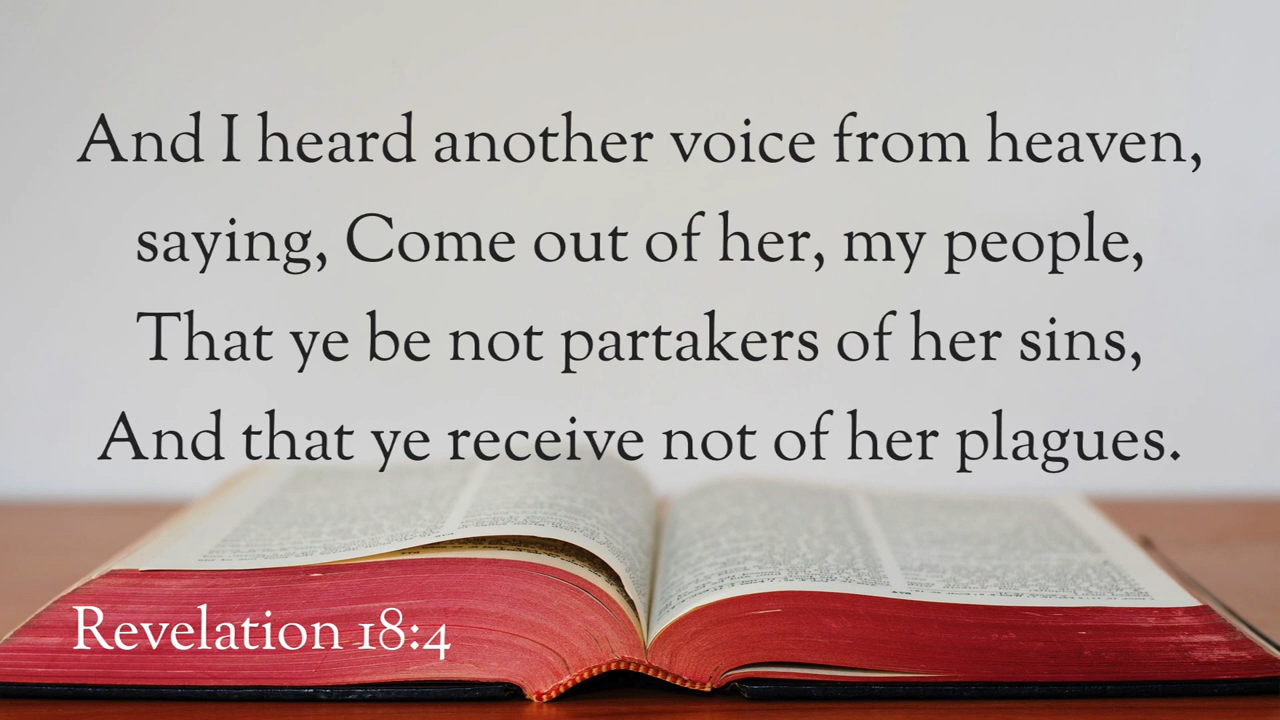 And I heard another voice from heaven,
saying, Come out of her, my people,
That ye be not partakers of her sins,
And that ye receive not of her plagues.
Revelation 18:4